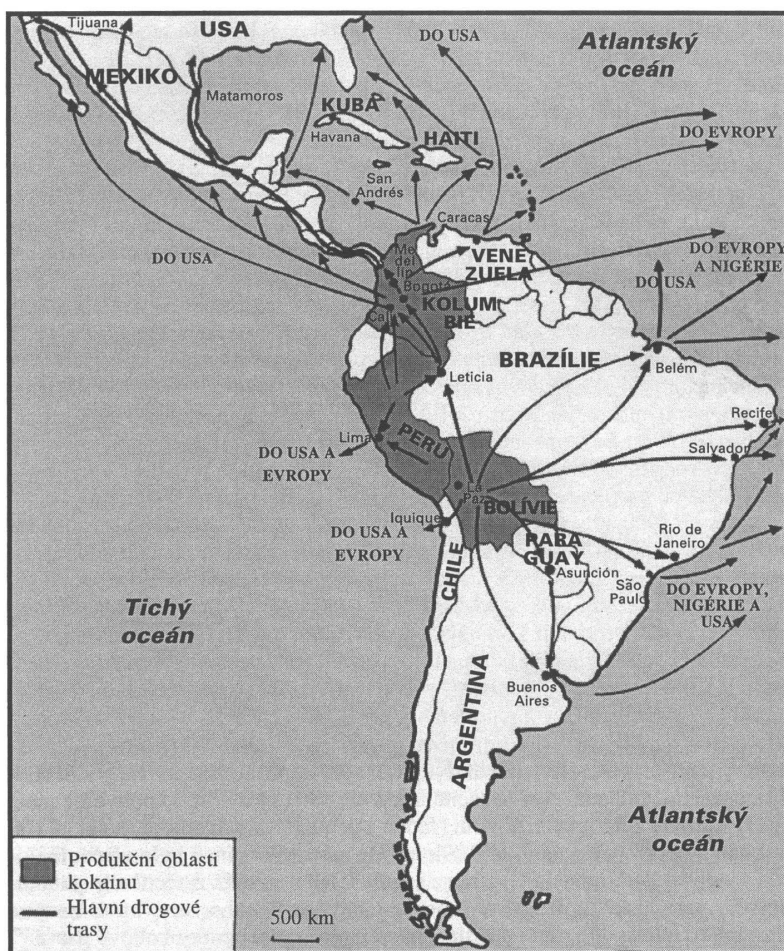 Tijuana
USA
DO USA
Atlantský
oceán
MEXIKO
Matamoros
KUBA
Havana
HAITI
DO EVROPY
San
Andrés
Caracas
DO USA
Me
del
lín
VENE
ZUELA
DO EVROPY
A NIGÉRIE
Bogotá
DO USA
Cali
KOLUM
BIE
BRAZÍLIE
Belém
Leticia
Recife
Lima
PERU
Salvador
DO USA A
EVROPY
La
Paz
BOLÍVIE
Iquique
DO USA A
EVROPY
PARA
GUAY
Rio de
Janeiro
CHILE
Asunción
São
Paulo
DO EVROPY,
NIGÉRIE A
USA
Tichý
oceán
Buenos
Aires
ARGENTINA
Atlantský
oceán
Produkční oblasti
kokainu
Hlavní drogové
trasy
500 km